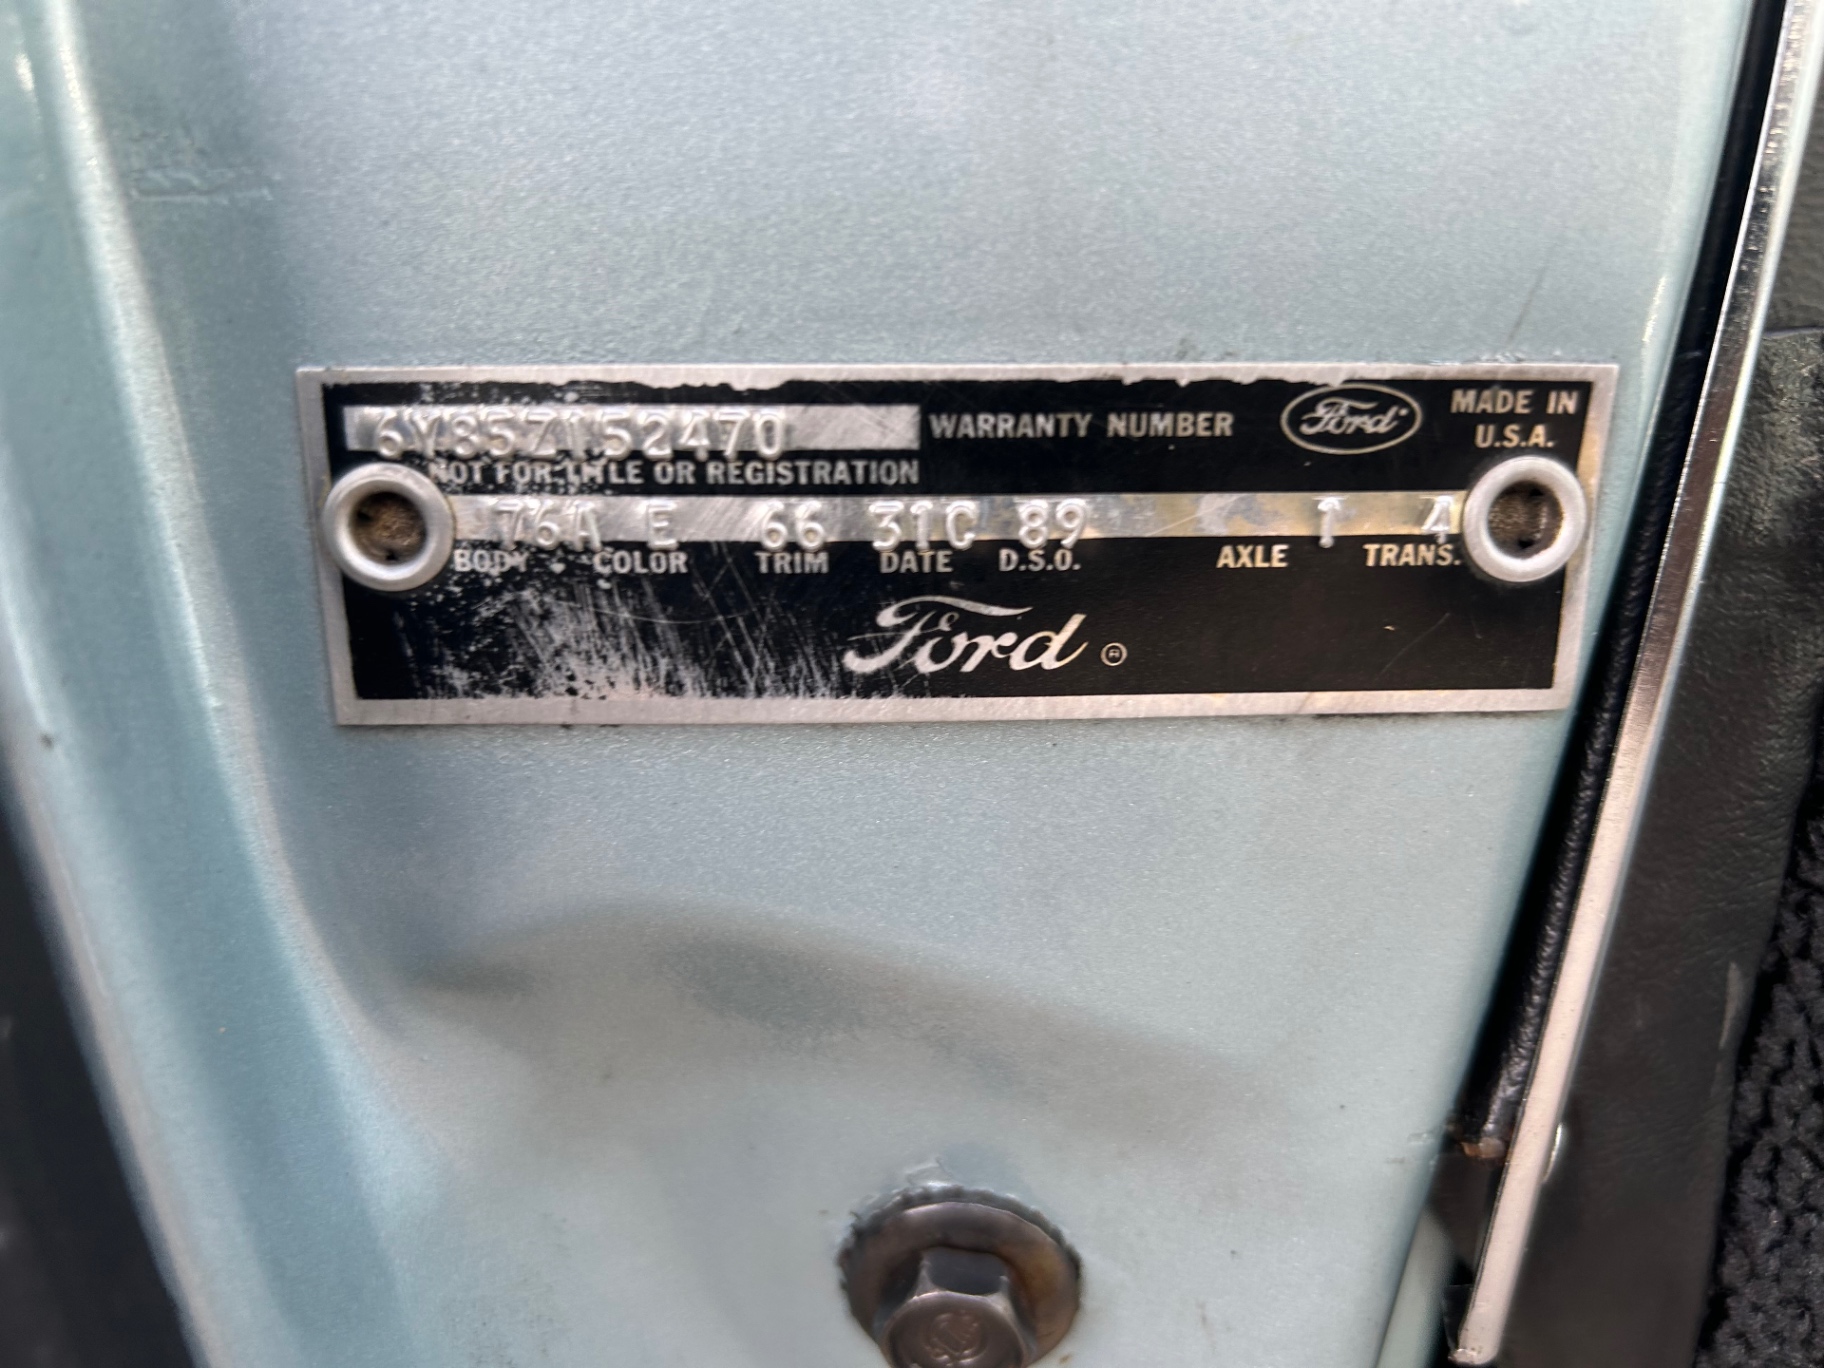 6Y85Z152470 WARRANTY NUMBER Ford MADE IN U.S.A.
NOT FOR TITLE OR REGISTRATION
76A E 66 31C 89 1 4
BODY COLOR TRIM DATE D.S.O. AXLE TRANS.
Ford ®